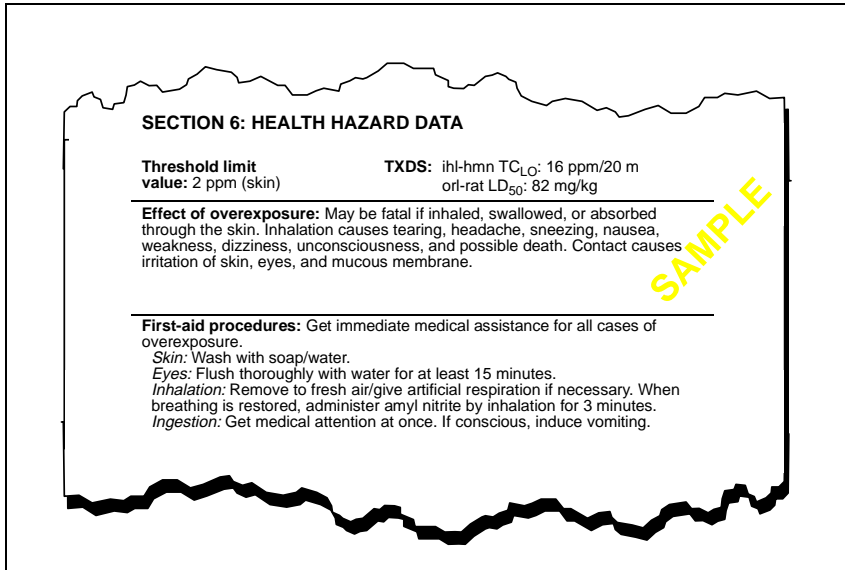 SECTION 6: HEALTH HAZARD DATA
Threshold limit
value: 2 ppm (skin)
TXDS: ihl-hmn TC_LO: 16 ppm/20 m
orl-rat LD_50: 82 mg/kg
Effect of overexposure: May be fatal if inhaled, swallowed, or absorbed
through the skin. Inhalation causes tearing, headache, sneezing, nausea,
weakness, dizziness, unconsciousness, and possible death. Contact causes
irritation of skin, eyes, and mucous membrane.
SAMPLE
First-aid procedures: Get immediate medical assistance for all cases of
overexposure.
Skin: Wash with soap/water.
Eyes: Flush thoroughly with water for at least 15 minutes.
Inhalation: Remove to fresh air/give artificial respiration if necessary. When
breathing is restored, administer amyl nitrite by inhalation for 3 minutes.
Ingestion: Get medical attention at once. If conscious, induce vomiting.